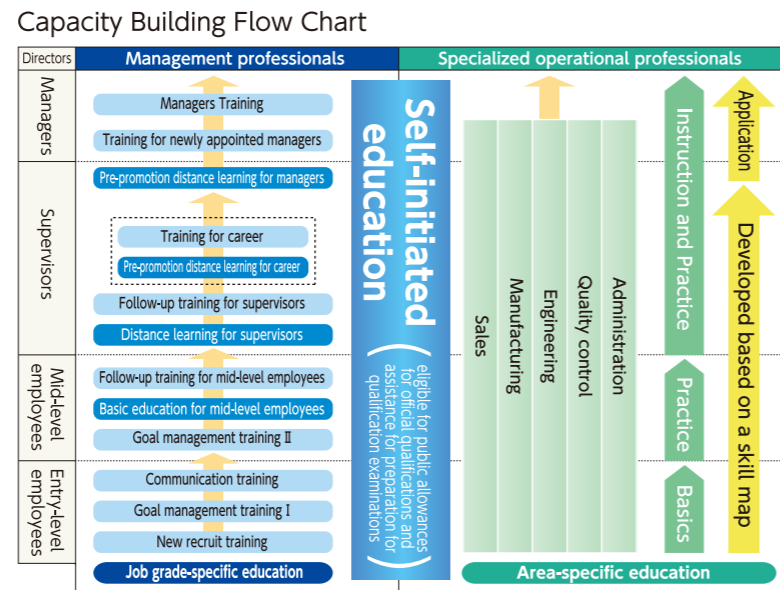 Capacity Building Flow Chart
Directors
Management professionals
Specialized operational professionals
Managers
Managers Training
Training for newly appointed managers
Supervisors
Pre-promotion distance learning for managers
Training for career
Pre-promotion distance learning for career
Follow-up training for supervisors
Distance learning for supervisors
Mid-level
employees
Follow-up training for mid-level employees
Basic education for mid-level employees
Goal management training Ⅱ
Entry-level
employees
Communication training
Goal management training Ⅰ
New recruit training
Job grade-specific education
Self-initiated
education
(eligible for public allowances
for official qualifications and
assistance for preparation for
qualification examinations)
Sales
Manufacturing
Engineering
Quality control
Administration
Instruction and Practice
Practice
Basics
Application
Developed based on a skill map
Area-specific education